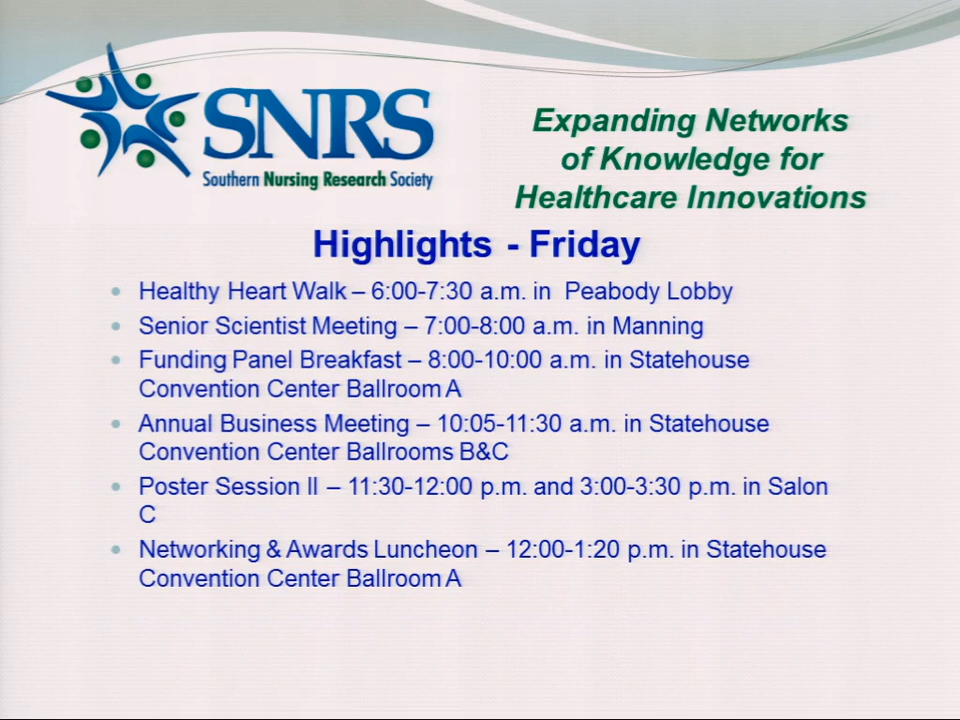 SNRS
Southern Nursing Research Society
Expanding Networks
of Knowledge for
Healthcare Innovations
Highlights - Friday
Healthy Heart Walk – 6:00-7:30 a.m. in  Peabody Lobby
Senior Scientist Meeting – 7:00-8:00 a.m. in Manning
Funding Panel Breakfast – 8:00-10:00 a.m. in Statehouse
Convention Center Ballroom A
Annual Business Meeting – 10:05-11:30 a.m. in Statehouse
Convention Center Ballrooms B&C
Poster Session II – 11:30-12:00 p.m. and 3:00-3:30 p.m. in Salon
C
Networking & Awards Luncheon – 12:00-1:20 p.m. in Statehouse
Convention Center Ballroom A